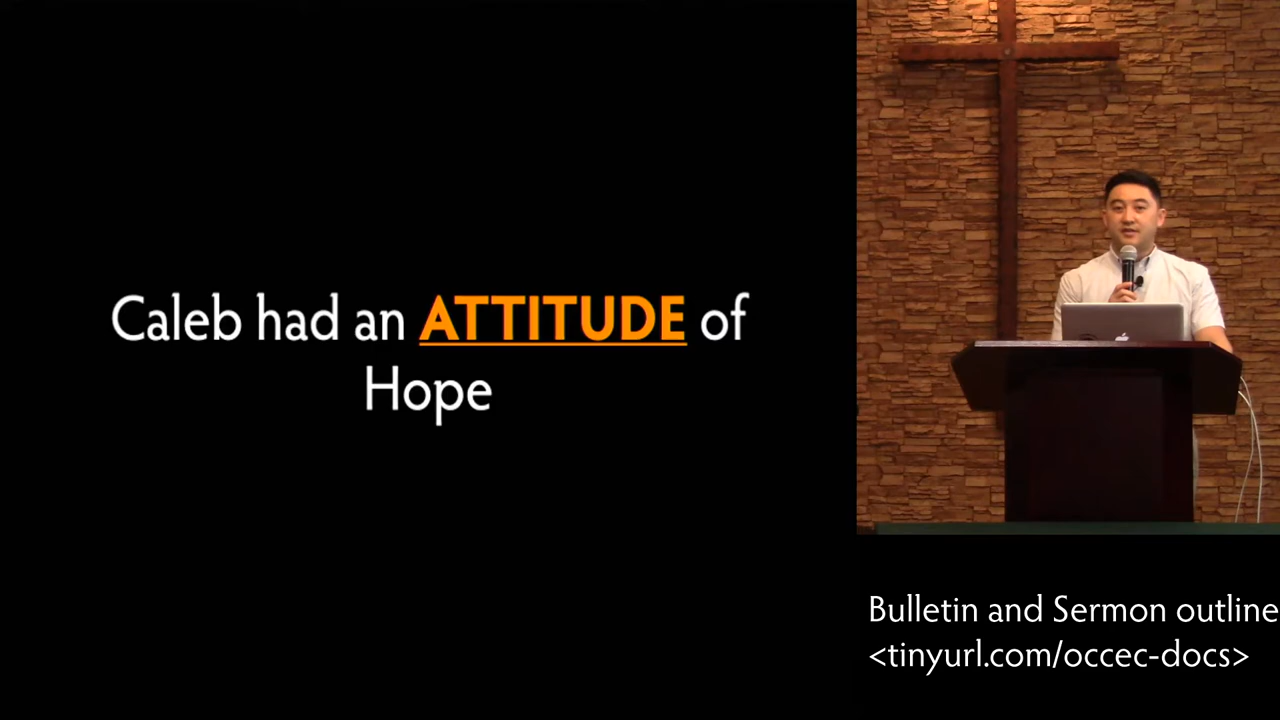 Caleb had an ATTITUDE of
Hope
Bulletin and Sermon outline
<tinyurl.com/occec-docs>